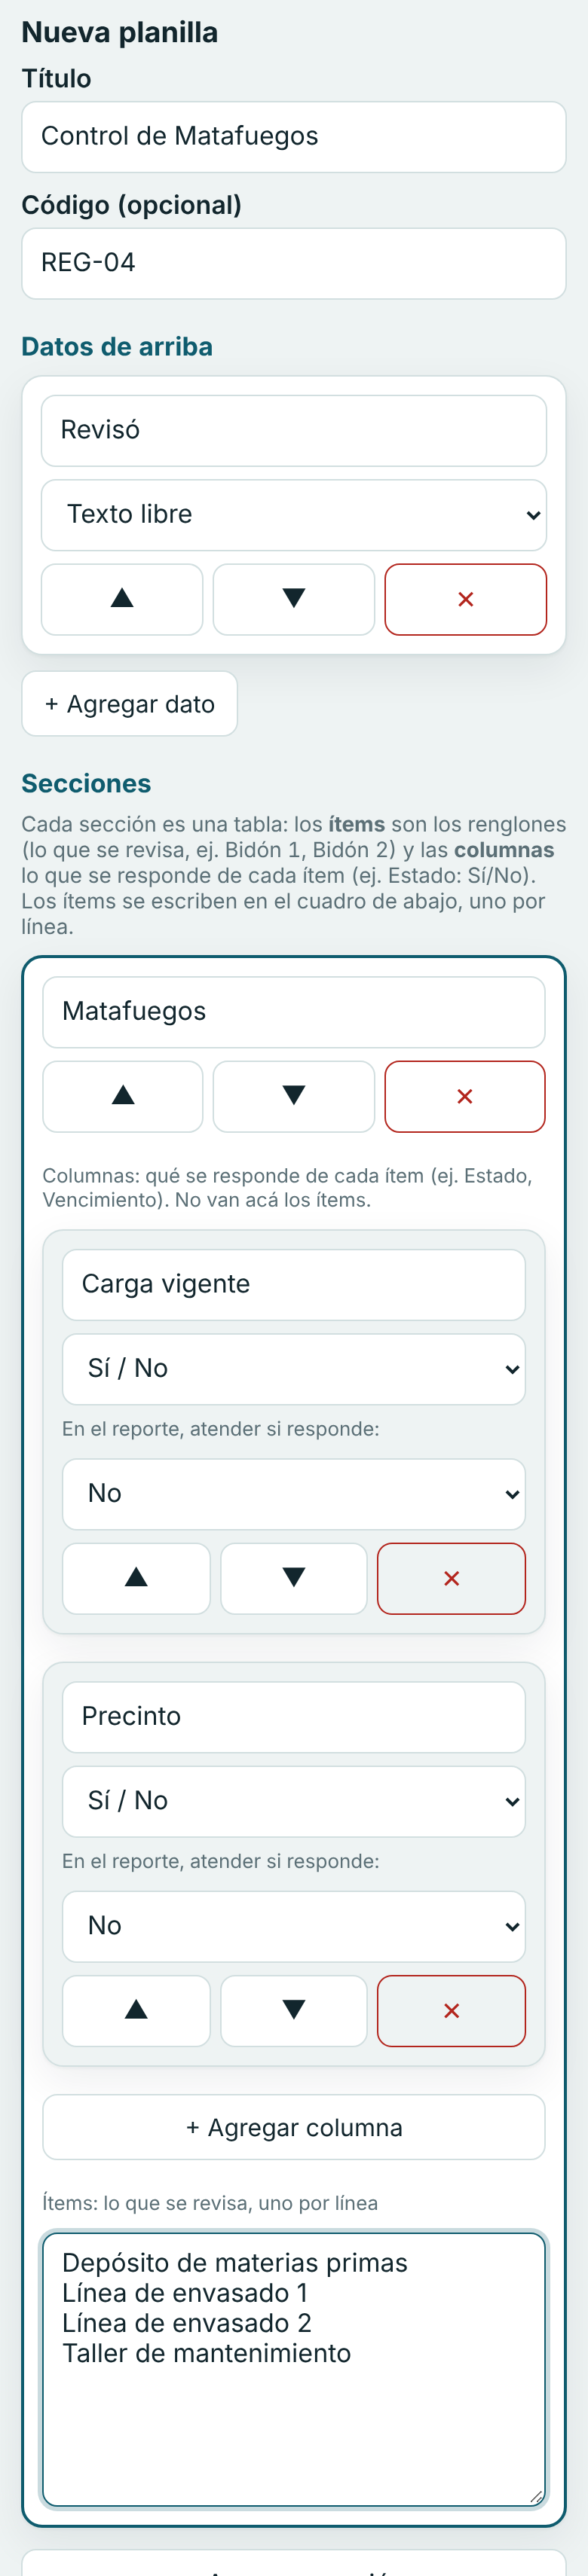 Nueva planilla
Título
Control de Matafuegos
Código (opcional)
REG-04
Datos de arriba
Revisó
Texto libre
▲ ▼ ✕
+ Agregar dato
Secciones
Cada sección es una tabla: los ítems son los renglones
(lo que se revisa, ej. Bidón 1, Bidón 2) y las columnas
lo que se responde de cada ítem (ej. Estado: Sí/No).
Los ítems se escriben en el cuadro de abajo, uno por
línea.
Matafuegos
▲ ▼ ✕
Columnas: qué se responde de cada ítem (ej. Estado,
Vencimiento). No van acá los ítems.
Carga vigente
Sí / No
En el reporte, atender si responde:
No
▲ ▼ ✕
Precinto
Sí / No
En el reporte, atender si responde:
No
▲ ▼ ✕
+ Agregar columna
Ítems: lo que se revisa, uno por línea
Depósito de materias primas
Línea de envasado 1
Línea de envasado 2
Taller de mantenimiento